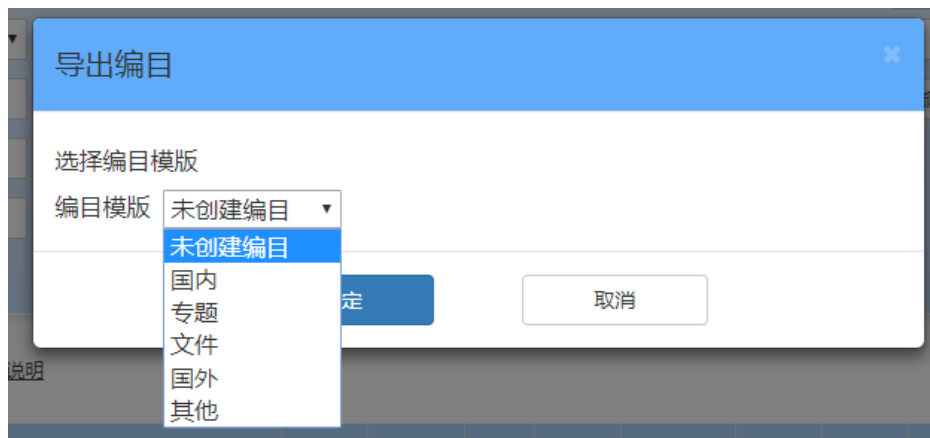 导出编目
选择编目模版
编目模版 未创建编目
未创建编目
国内
专题
文件
国外
其他
定 取消
说明